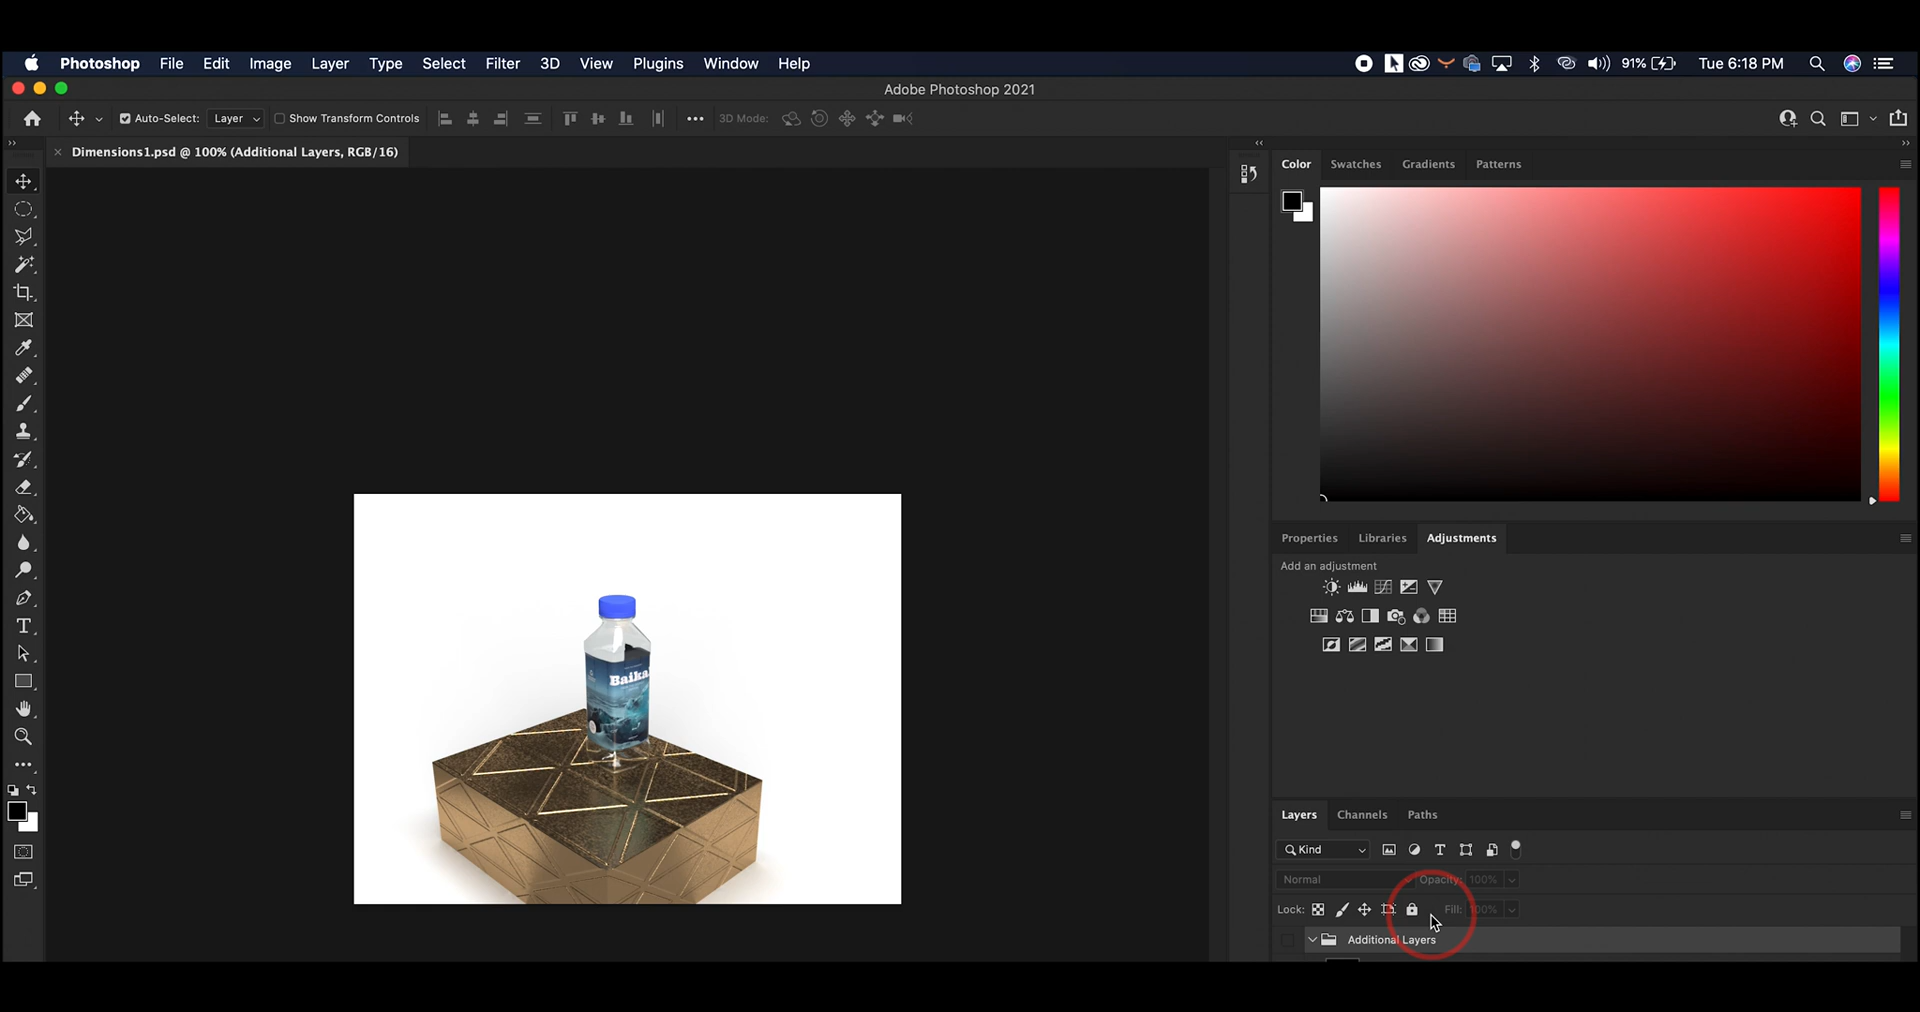 Photoshop File Edit Image Layer Type Select Filter 3D View Plugins Window Help 91% Tue 6:18 PM
Adobe Photoshop 2021
Auto-Select: Layer Show Transform Controls 3D Mode:
Dimensions1.psd @ 100% (Additional Layers, RGB/16)
Color Swatches Gradients Patterns
Properties Libraries Adjustments
Add an adjustment
Baika
Layers Channels Paths
Kind
Normal Opacity: 100%
Lock: Fill: 100%
Additional Layers